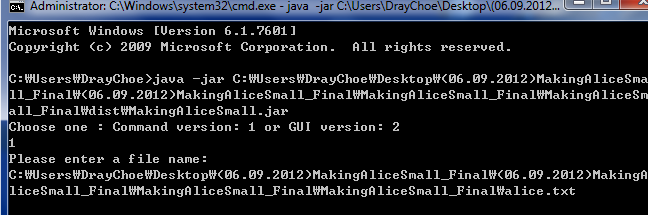 Administrator: C:\Windows\system32\cmd.exe - java -jar C:\Users\DrayChoe\Desktop\(06.09.2012...
Microsoft Windows [Version 6.1.7601]
Copyright (c) 2009 Microsoft Corporation.  All rights reserved.
C:₩Users₩DrayChoe>java -jar C:₩Users₩DrayChoe₩Desktop₩(06.09.2012)MakingAliceSma
ll_Final₩(06.09.2012)MakingAliceSmall_Final₩MakingAliceSmall_Final₩MakingAliceSm
all_Final₩dist₩MakingAliceSmall.jar
Choose one : Command version: 1 or GUI version: 2
1
Please enter a file name:
C:₩Users₩DrayChoe₩Desktop₩(06.09.2012)MakingAliceSmall_Final₩(06.09.2012)MakingA
liceSmall_Final₩MakingAliceSmall_Final₩MakingAliceSmall_Final₩alice.txt